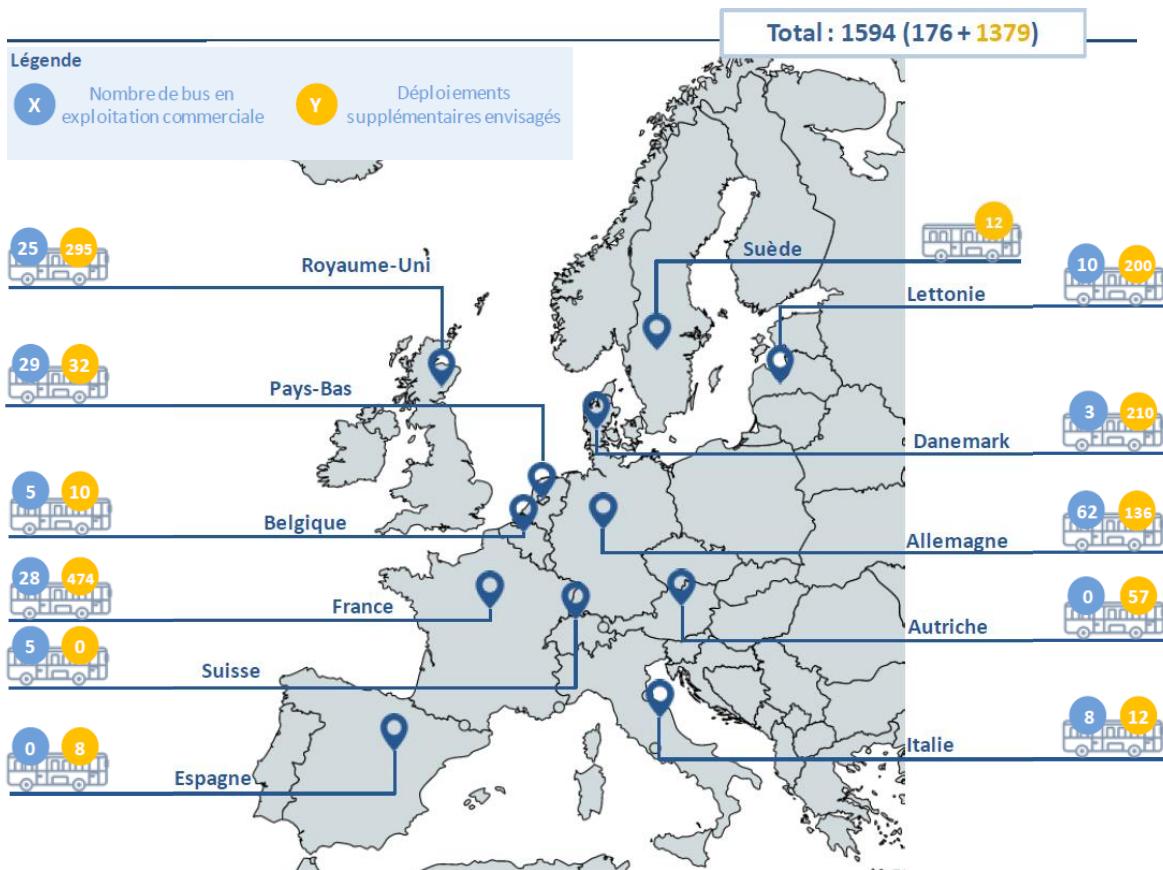 Total : 1594 (176 + 1379)
Légende
X
Nombre de bus en
exploitation commerciale
Y
Déploiements
supplémentaires envisagés
25 295
Royaume-Uni
12
Suède
10 200
Lettonie
29 32
Pays-Bas
3 210
Danemark
5 10
Belgique
62 136
Allemagne
28 474
France
0 57
Autriche
5 0
Suisse
8 12
Italie
0 8
Espagne